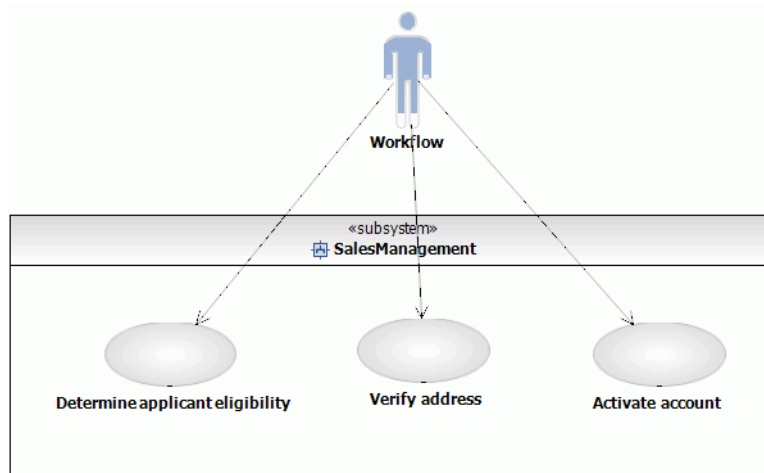 Workflow
«subsystem»
SalesManagement
Determine applicant eligibility
Verify address
Activate account